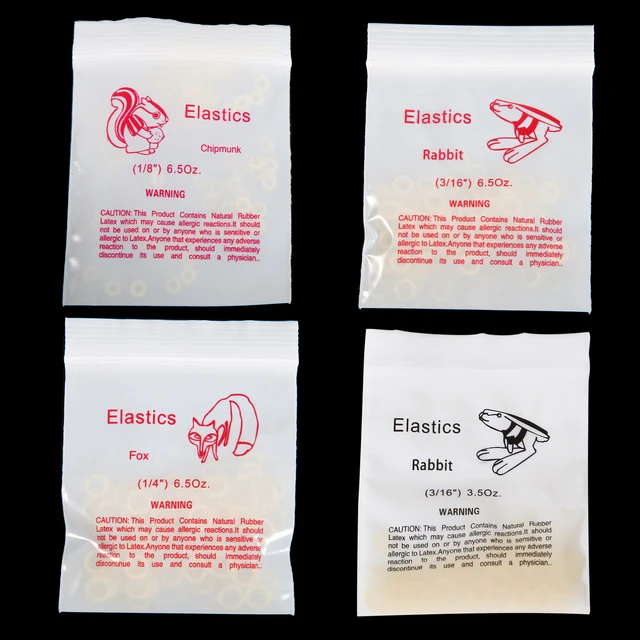 Elastics
Chipmunk
(1/8") 6.5Oz.
WARNING
CAUTION: This Product Contains Natural Rubber
Latex which may cause allergic reactions.It should
not be used on or by anyone who is sensitive or
allergic to Latex.Anyone that experiences any adverse
reaction to the product, should immediately
discontinue its use and consult a physician..
Elastics
Rabbit
(3/16") 6.5Oz.
WARNING
CAUTION: This Product Contains Natural Rubber
Latex which may cause allergic reactions.It should
not be used on or by anyone who is sensitive or
allergic to Latex.Anyone that experiences any adverse
reaction to the product, should immediately
discontinue its use and consult a physician..
Elastics
Fox
(1/4") 6.5Oz.
WARNING
CAUTION: This Product Contains Natural Rubber
Latex which may cause allergic reactions.It should
not be used on or by anyone who is sensitive or
allergic to Latex.Anyone that experiences any adverse
reaction to the product, should immediately
discontinue its use and consult a physician..
Elastics
Rabbit
(3/16") 3.5Oz.
WARNING
CAUTION: This Product Contains Natural Rubber
Latex which may cause allergic reactions.It should
not be used on or by anyone who is sensitive or
allergic to Latex.Anyone that experiences any adverse
reaction to the product, should immediately
discontinue its use and consult a physician..